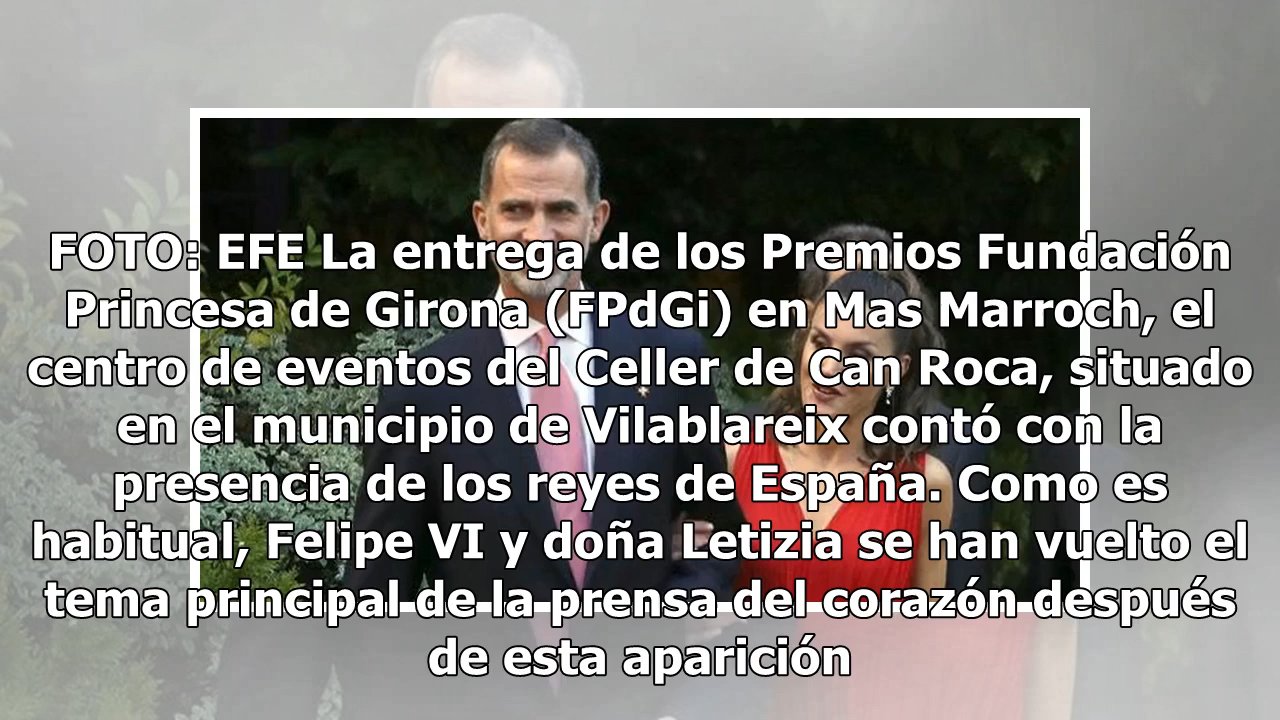 FOTO: EFE La entrega de los Premios Fundación
Princesa de Girona (FPdGi) en Mas Marroch, el
centro de eventos del Celler de Can Roca, situado
en el municipio de Vilablareix contó con la
presencia de los reyes de España. Como es
habitual, Felipe VI y doña Letizia se han vuelto el
tema principal de la prensa del corazón después
de esta aparición